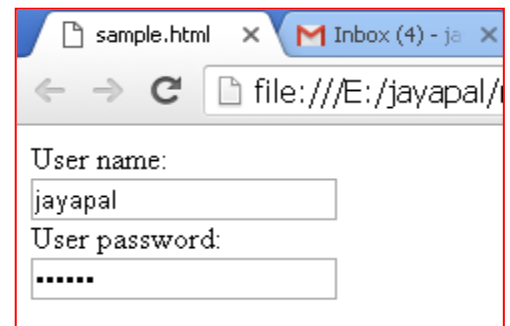 sample.html Inbox (4) - ja
file:///E:/jayapal/
User name:
jayapal
User password:
••••••